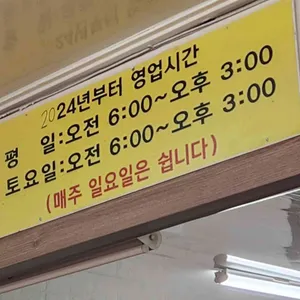 2024년부터 영업시간
평 일:오전 6:00~오후 3:00
토요일:오전 6:00~오후 3:00
(매주 일요일은 쉽니다)